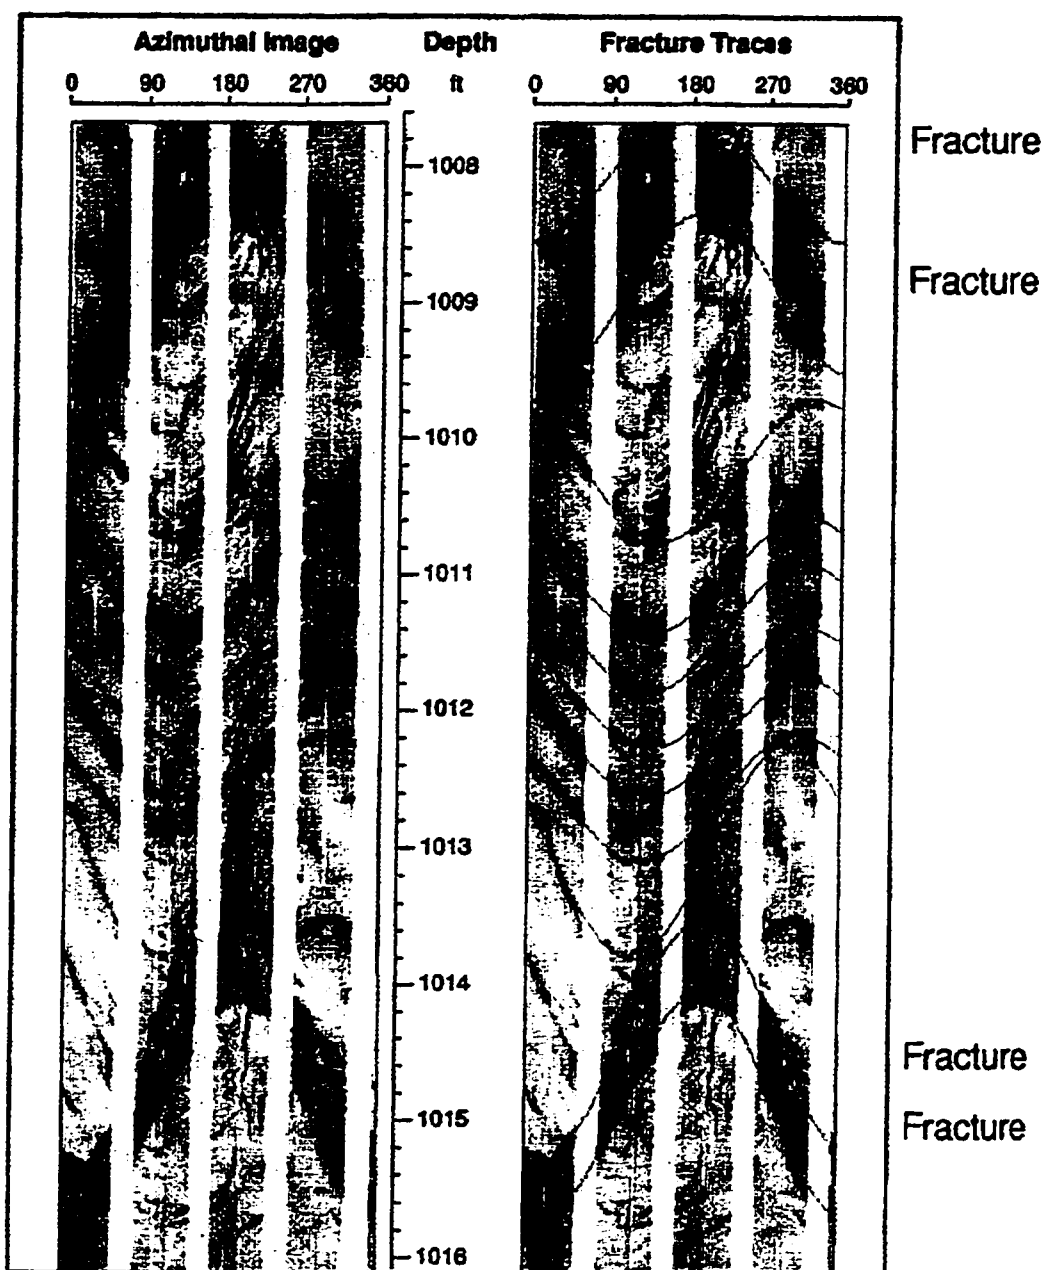 Azimuthal Image Depth Fracture Traces
0 90 180 270 360 ft 0 90 180 270 360
Fracture
1008
Fracture
1009
1010
1011
1012
1013
1014
Fracture
1015
Fracture
1016